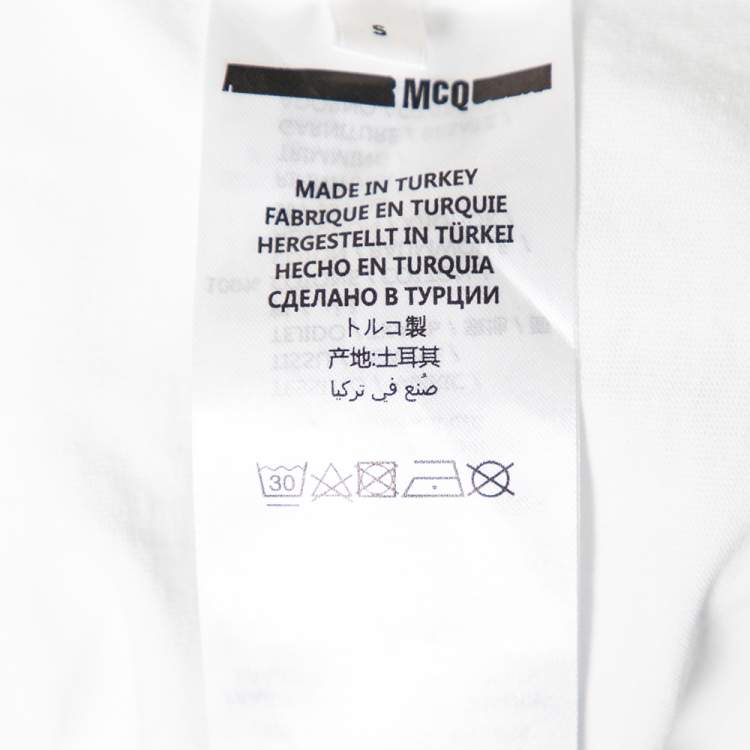 S
MCQ
MADE IN TURKEY
FABRIQUE EN TURQUIE
HERGESTELLT IN TÜRKEI
HECHO EN TURQUIA
СДЕЛАНО В ТУРЦИИ
トルコ製
产地:土耳其
صُنع في تركيا
30